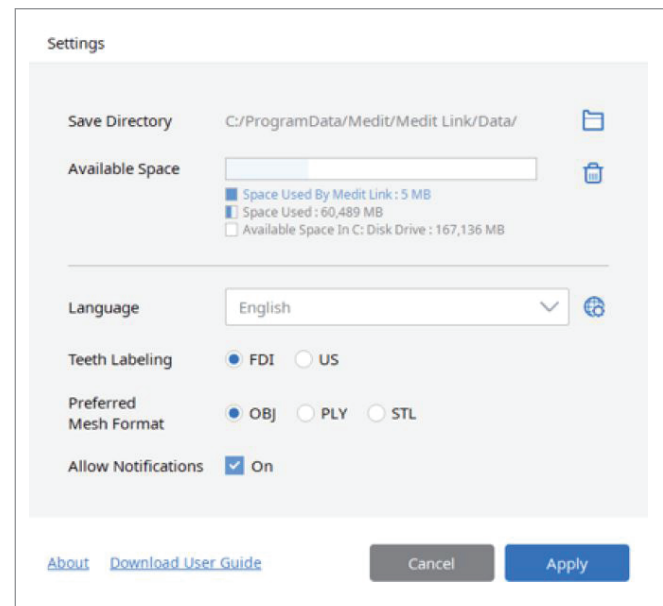 Settings
Save Directory C:/ProgramData/Medit/Medit Link/Data/
Available Space
Space Used By Medit Link : 5 MB
Space Used : 60,489 MB
Available Space In C: Disk Drive : 167,136 MB
Language English
Teeth Labeling FDI US
Preferred
Mesh Format OBJ PLY STL
Allow Notifications On
About Download User Guide Cancel Apply